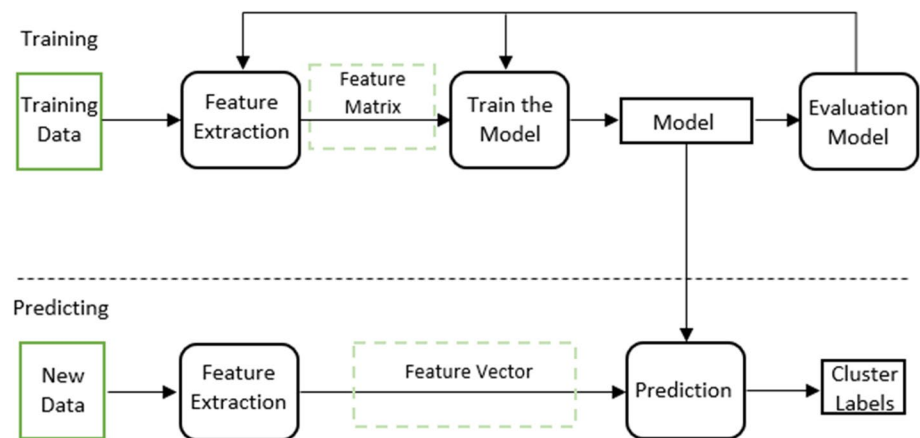 Training
Training
Data
Feature
Extraction
Feature
Matrix
Train the
Model
Model
Evaluation
Model
Predicting
New
Data
Feature
Extraction
Feature Vector
Prediction
Cluster
Labels